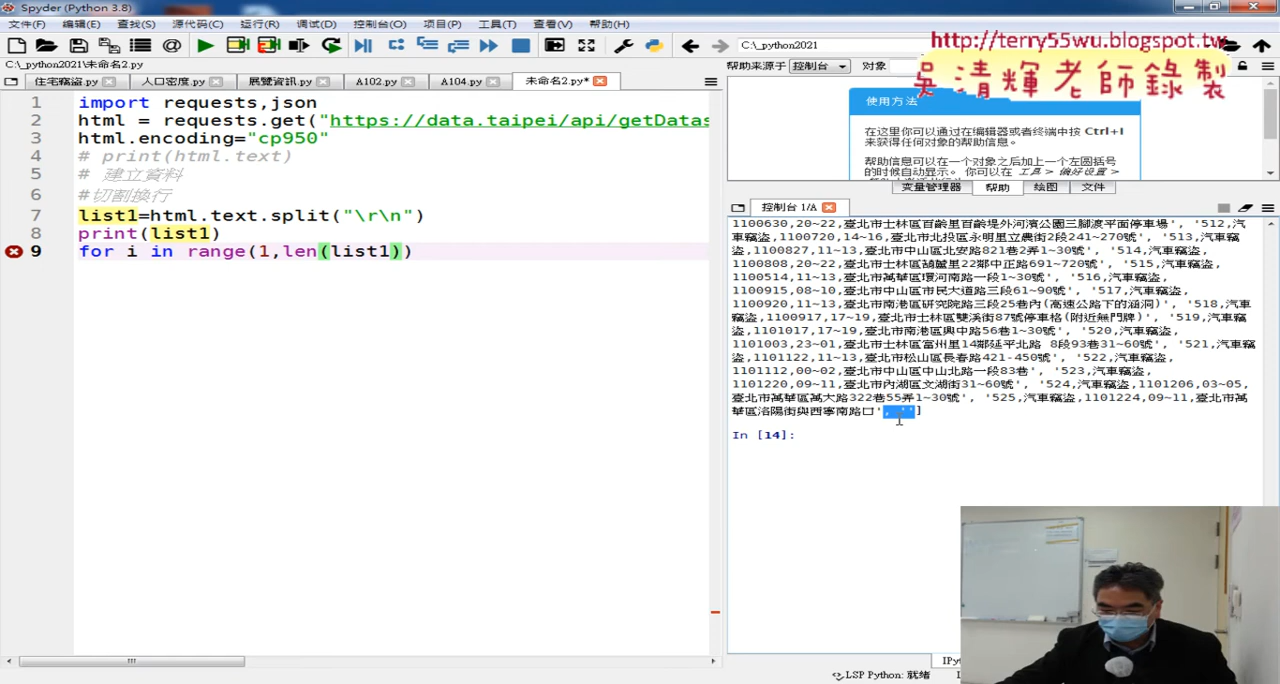 Spyder (Python 3.8)
文件(F) 编辑(E) 查找(S) 源代码(C) 运行(R) 调试(D) 控制台(O) 项目(P) 工具(T) 查看(V) 帮助(H)
C:\_python2021
http://terry55wu.blogspot.tw
C:\_python2021\未命名2.py
帮助来源于 控制台 对象
吳清輝老師錄製
住宅竊盜.py 人口密度.py 展覽資訊.py A102.py A104.py 未命名2.py*
使用方法
在这里你可以通过在编辑器或者终端中按 Ctrl+I
来获得任何对象的帮助信息。
帮助信息可以在一个对象之后加上一个左圆括号
的时候自动显示。 你可以在 工具 > 偏好设置 >
变量管理器 帮助 绘图 文件
控制台 1/A
1 import requests,json
2 html = requests.get("https://data.taipei/api/getDatas
3 html.encoding="cp950"
4 # print(html.text)
5 # 建立資料
6 #切割換行
7 list1=html.text.split("\r\n")
8 print(list1)
9 for i in range(1,len(list1))
1100630,20~22,臺北市士林區百齡里百齡堤外河濱公園三腳渡平面停車場', '512,汽
車竊盜,1100720,14~16,臺北市北投區永明里立農街2段241~270號', '513,汽車竊盜,
1100827,11~13,臺北市中山區北安路821巷2弄1~30號', '514,汽車竊盜,
1100808,20~22,臺北市士林區葫蘆里22鄰中正路691~720號', '515,汽車竊盜,
1100514,11~13,臺北市萬華區環河南路一段1~30號', '516,汽車竊盜,
1100915,08~10,臺北市中山區市民大道路三段61~90號', '517,汽車竊盜,
1100920,11~13,臺北市南港區研究院路三段25巷內(高速公路下的涵洞)', '518,汽車
竊盜,1100917,17~19,臺北市士林區雙溪街87號停車格(附近無門牌)', '519,汽車竊
盜,1101017,17~19,臺北市南港區興中路56巷1~30號', '520,汽車竊盜,
1101003,23~01,臺北市士林區富州里14鄰延平北路 8段93巷31~60號', '521,汽車竊
盜,1101122,11~13,臺北市松山區長春路421-450號', '522,汽車竊盜,
1101112,00~02,臺北市中山區中山北路一段83巷', '523,汽車竊盜,
1101220,09~11,臺北市內湖區文湖街31~60號', '524,汽車竊盜,1101206,03~05,
臺北市萬華區萬大路322巷55弄1~30號', '525,汽車竊盜,1101224,09~11,臺北市萬
華區洛陽街與西寧南路口', '']
In [14]:
LSP Python: 就绪